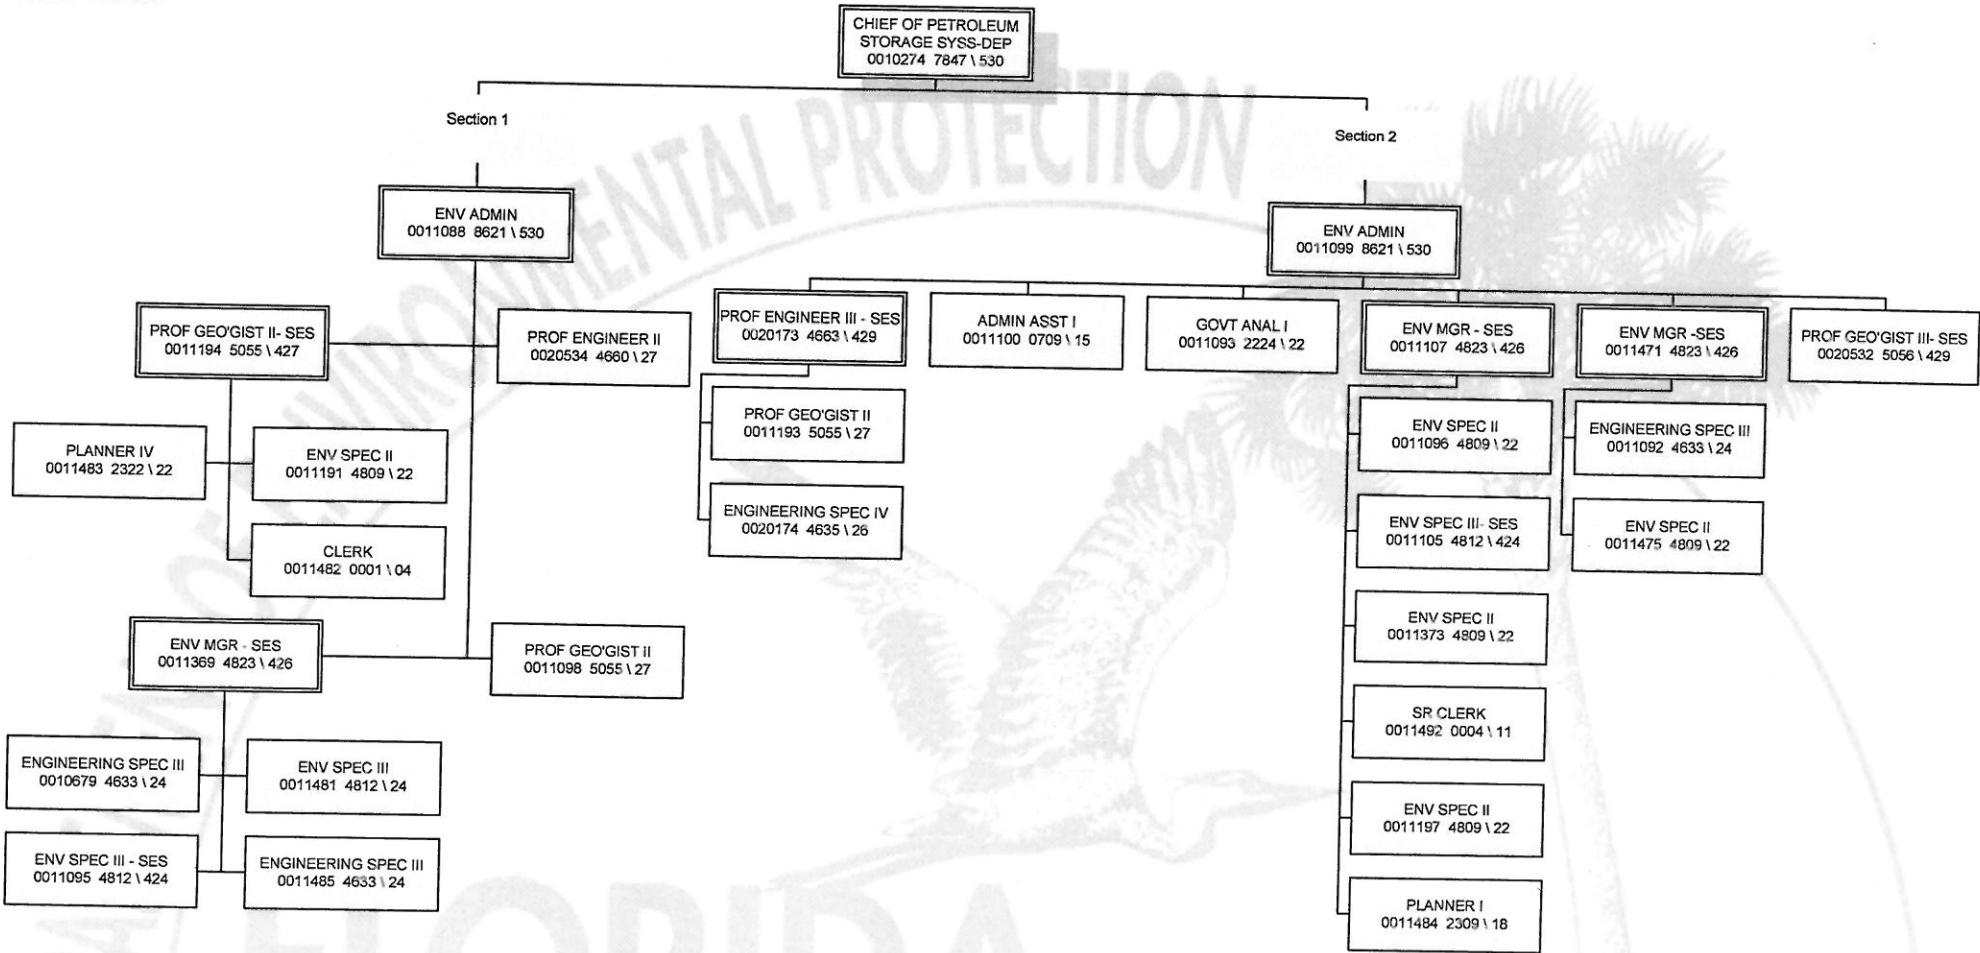 CHIEF OF PETROLEUM
STORAGE SYSS-DEP
0010274 7847 \ 530
Section 1
Section 2
ENV ADMIN
0011088 8621 \ 530
ENV ADMIN
0011099 8621 \ 530
PROF GEO'GIST II- SES
0011194 5055 \ 427
PROF ENGINEER II
0020534 4660 \ 27
PLANNER IV
0011483 2322 \ 22
ENV SPEC II
0011191 4809 \ 22
CLERK
0011482 0001 \ 04
ENV MGR - SES
0011369 4823 \ 426
PROF GEO'GIST II
0011098 5055 \ 27
ENGINEERING SPEC III
0010679 4633 \ 24
ENV SPEC III
0011481 4812 \ 24
ENV SPEC III - SES
0011095 4812 \ 424
ENGINEERING SPEC III
0011485 4633 \ 24
PROF ENGINEER III - SES
0020173 4663 \ 429
ADMIN ASST I
0011100 0709 \ 15
GOVT ANAL I
0011093 2224 \ 22
ENV MGR - SES
0011107 4823 \ 426
ENV MGR -SES
0011471 4823 \ 426
PROF GEO'GIST III- SES
0020532 5056 \ 429
PROF GEO'GIST II
0011193 5055 \ 27
ENGINEERING SPEC IV
0020174 4635 \ 26
ENV SPEC II
0011096 4809 \ 22
ENV SPEC III- SES
0011105 4812 \ 424
ENV SPEC II
0011373 4809 \ 22
SR CLERK
0011492 0004 \ 11
ENV SPEC II
0011197 4809 \ 22
PLANNER I
0011484 2309 \ 18
ENGINEERING SPEC III
0011092 4633 \ 24
ENV SPEC II
0011475 4809 \ 22
OF ENVIRONMENTAL PROTECTION
FLORIDA